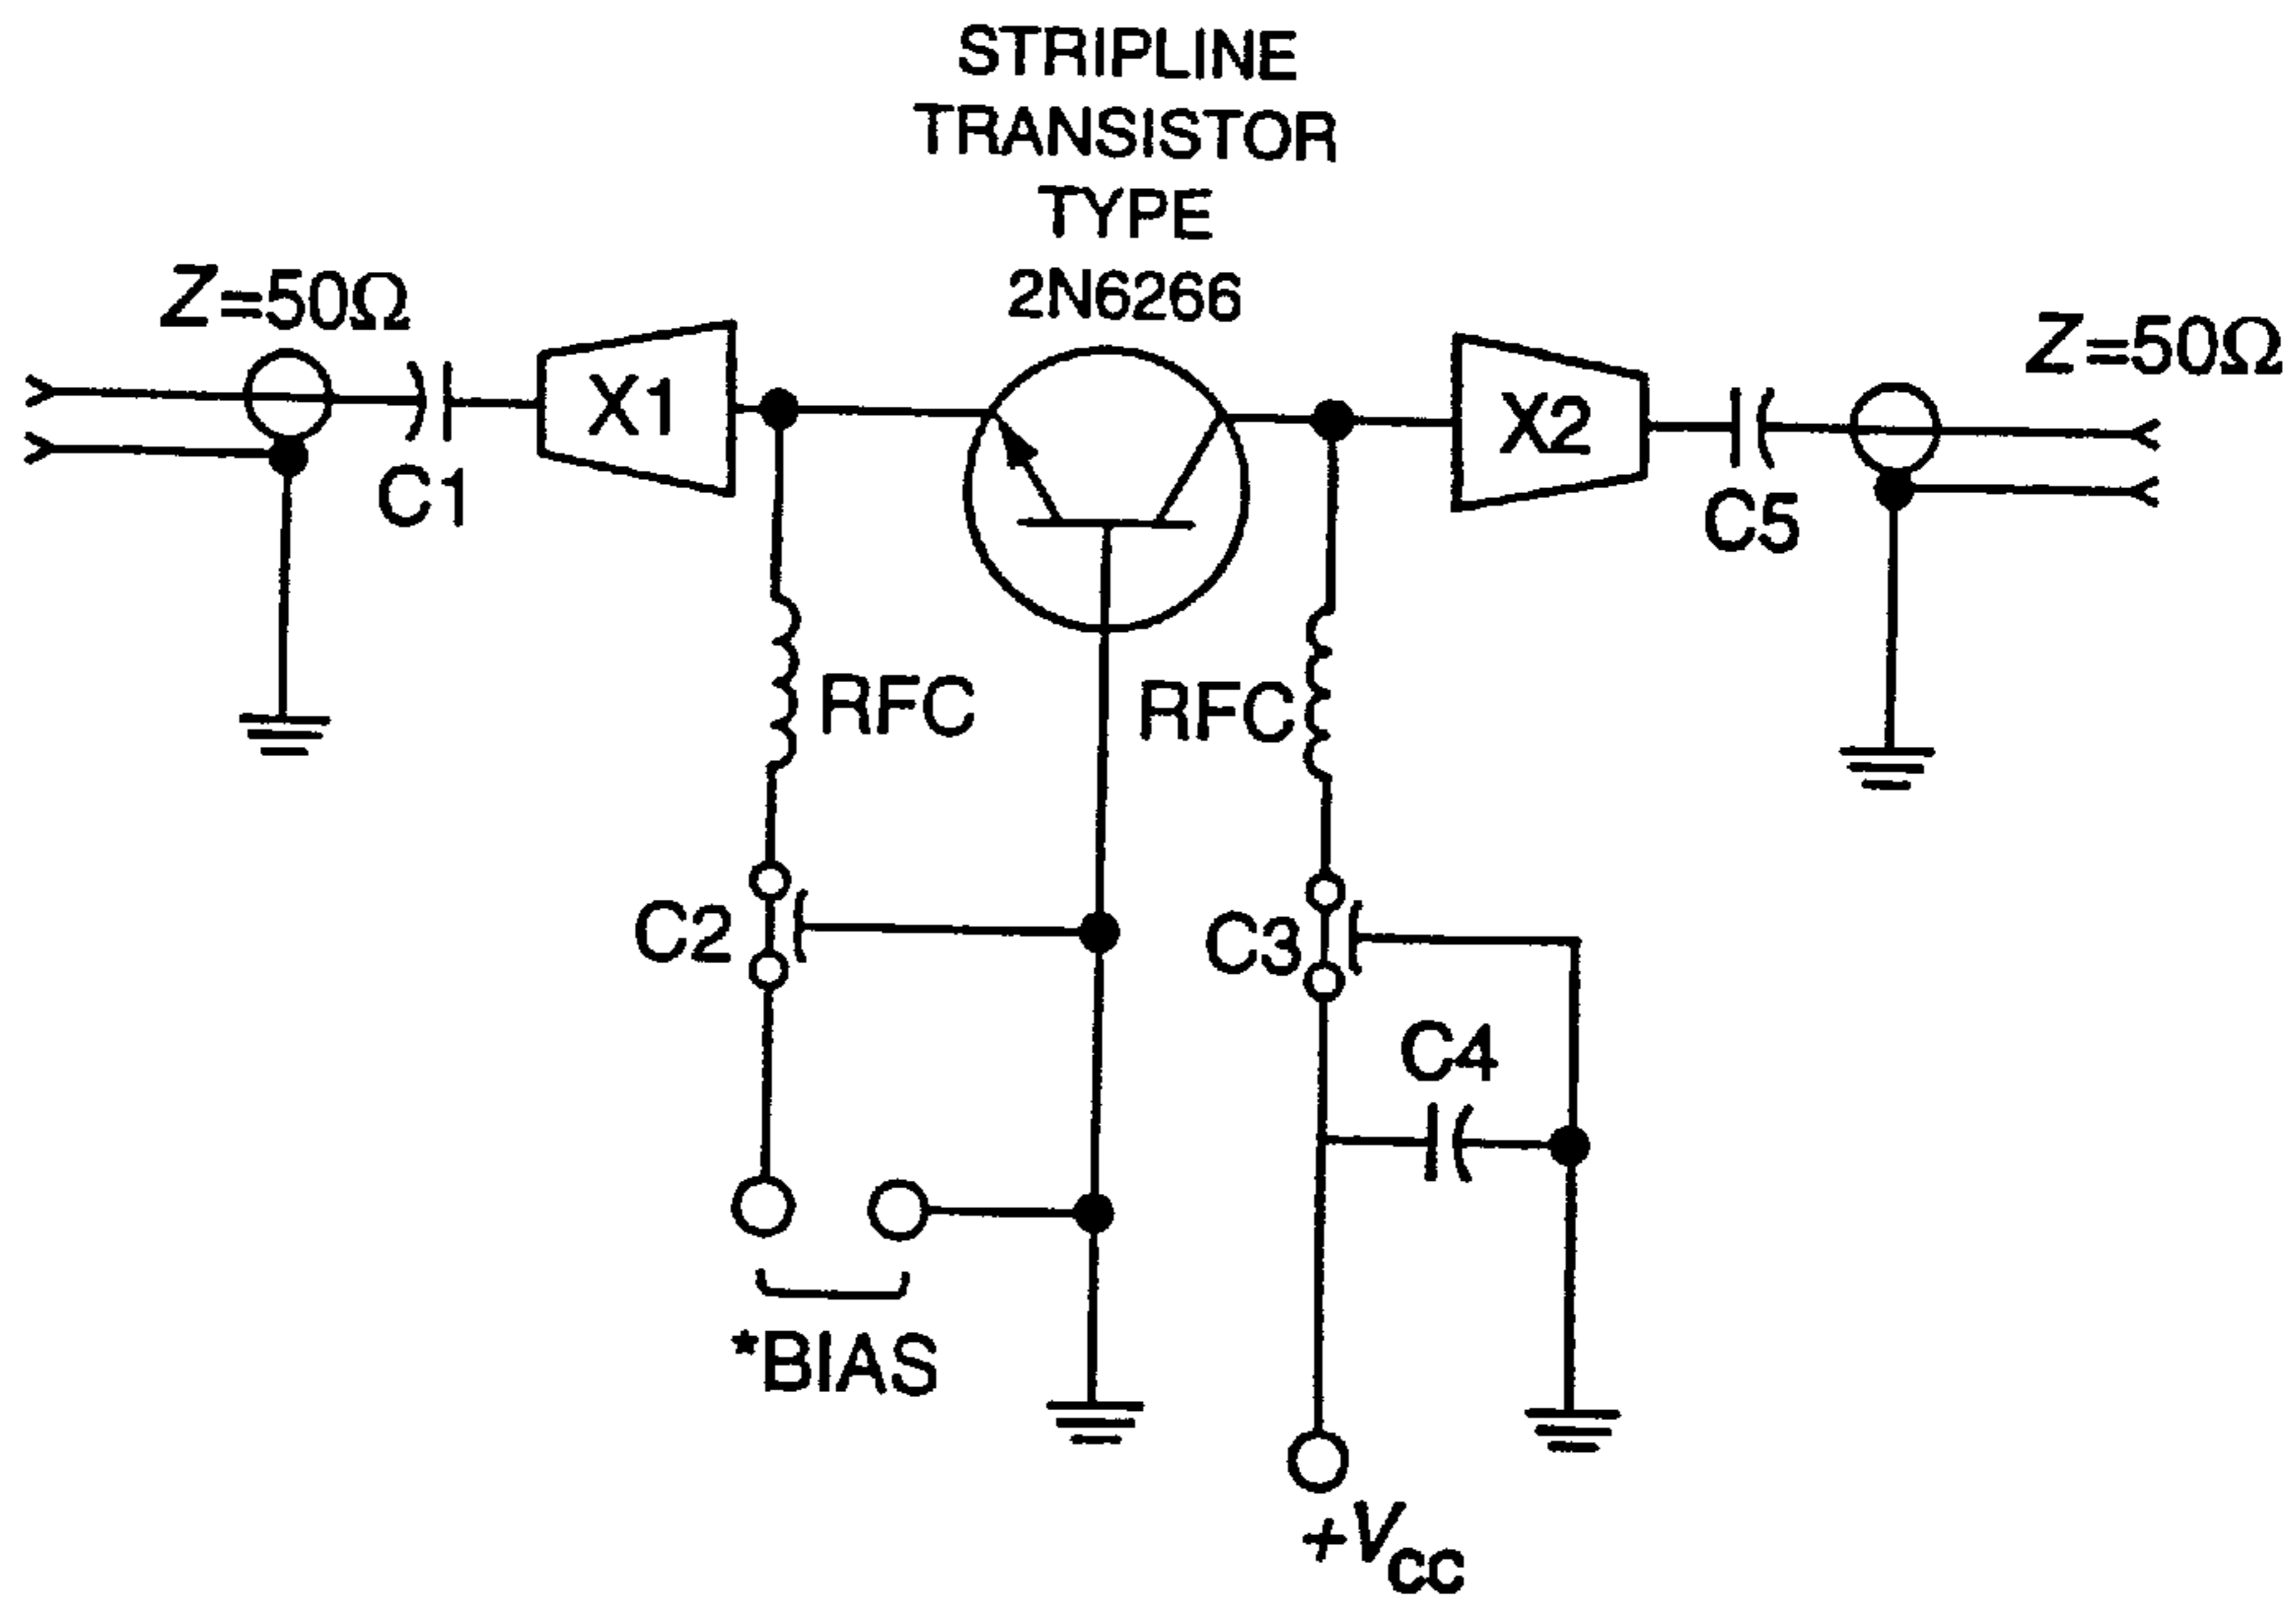 STRIPLINE
TRANSISTOR
TYPE
2N6266
Z=50Ω
Z=50Ω
X1
X2
C1
C5
RFC
RFC
C2
C3
C4
*BIAS
+VCC